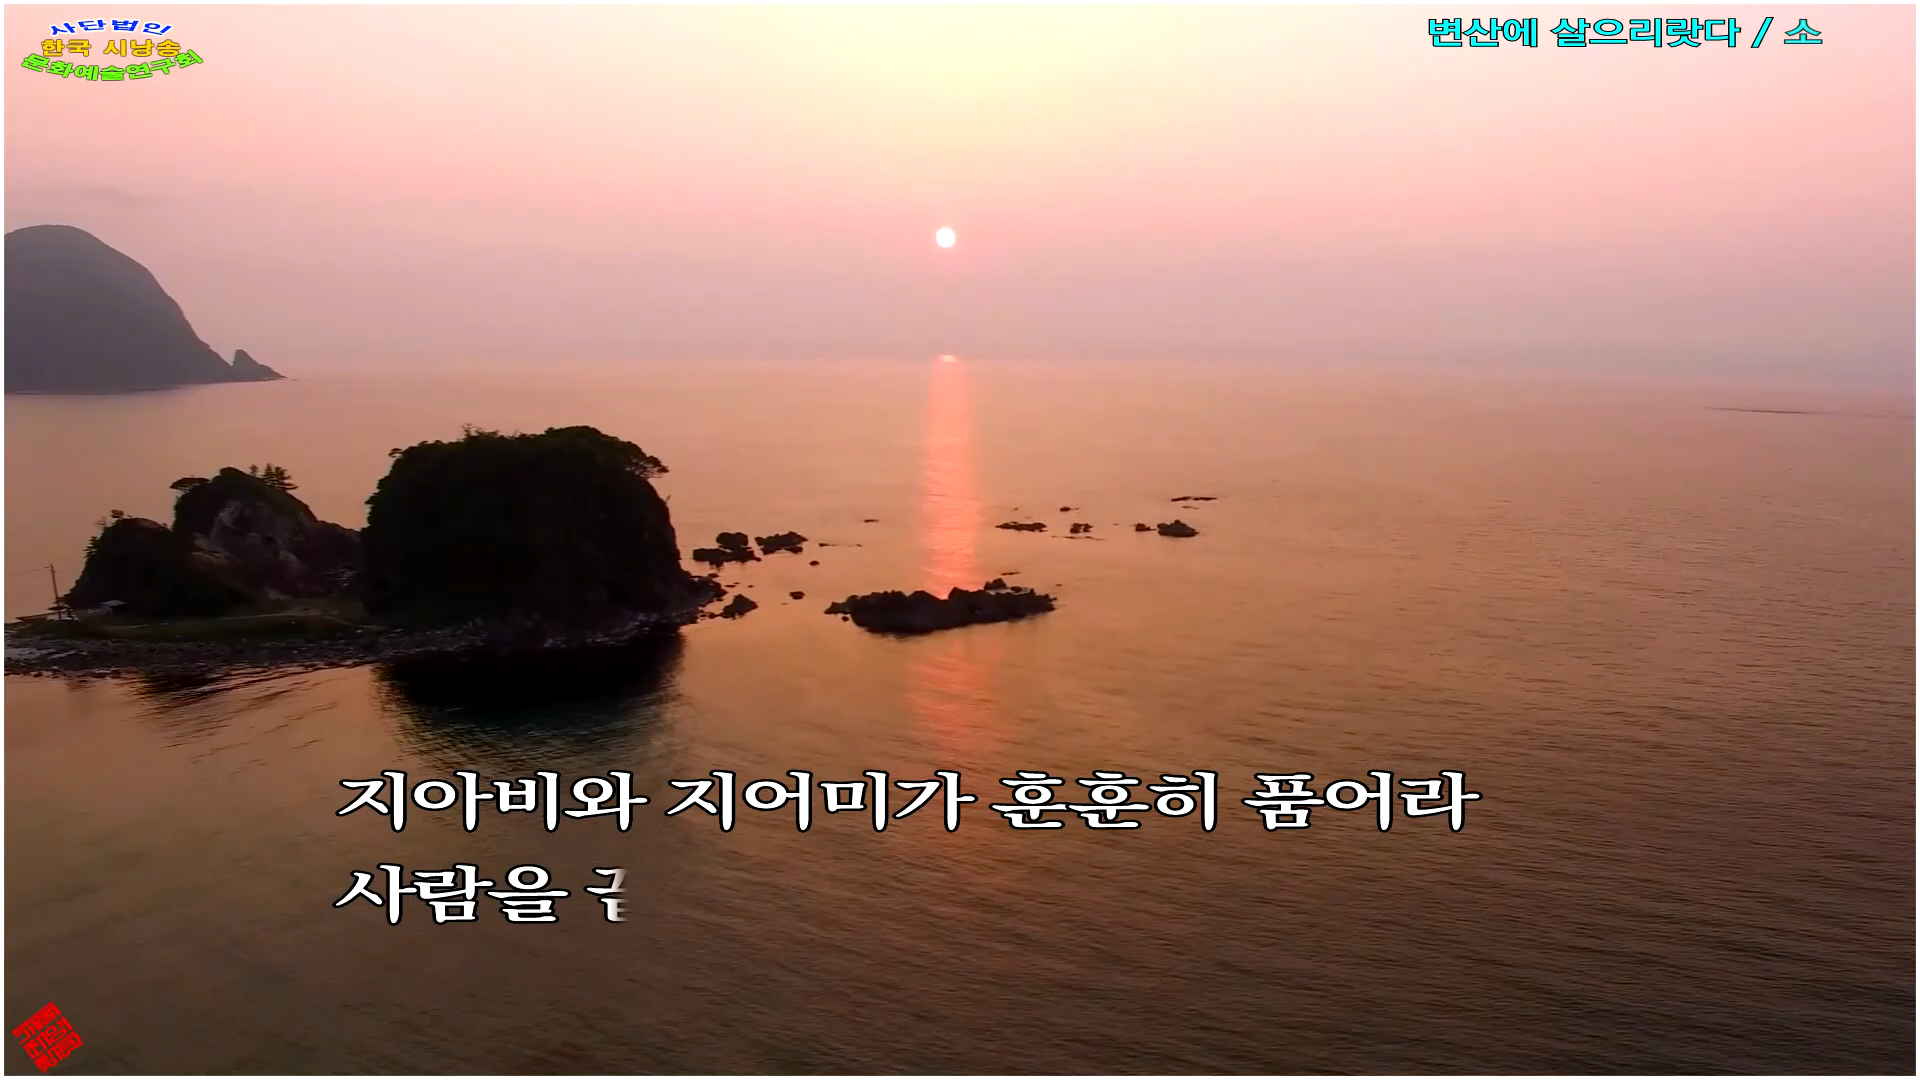 사단법인
한국 시낭송
문화예술연구회
변산에 살으리랏다 / 소
지아비와 지어미가 훈훈히 품어라
사람을